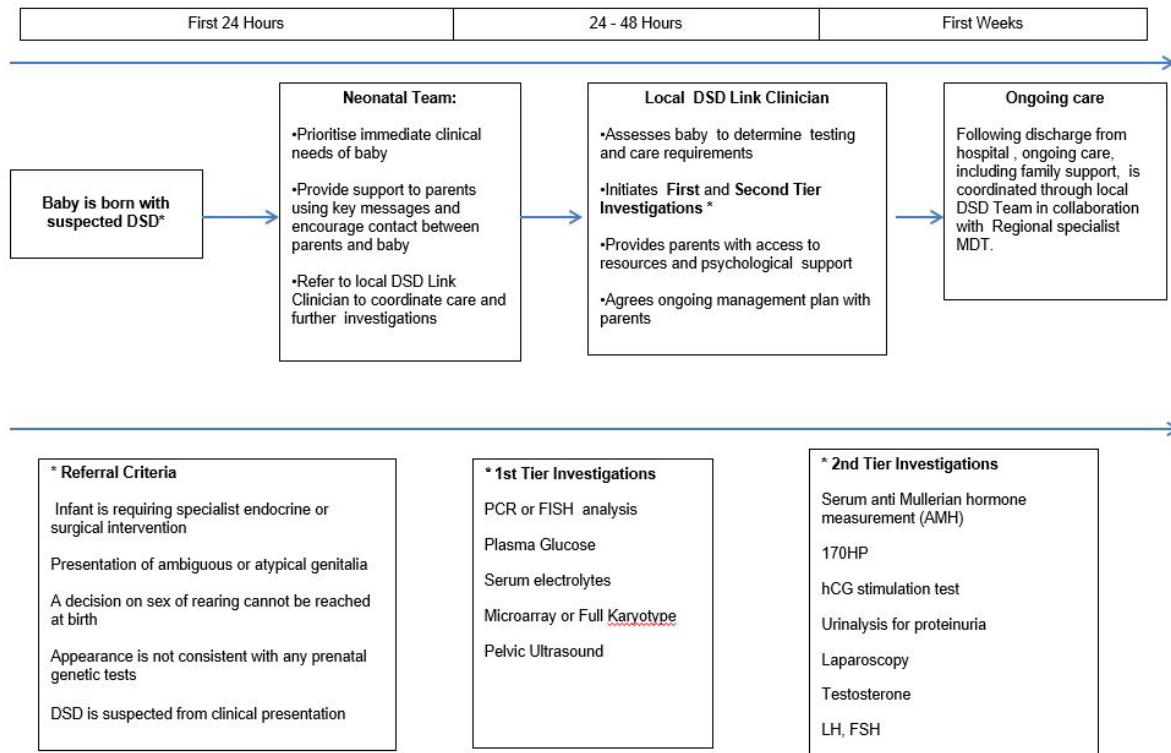 First 24 Hours
24 - 48 Hours
First Weeks
Baby is born with
suspected DSD*
Neonatal Team:
•Prioritise immediate clinical
needs of baby
•Provide support to parents
using key messages and
encourage contact between
parents and baby
•Refer to local DSD Link
Clinician to coordinate care and
further investigations
Local DSD Link Clinician
•Assesses baby to determine testing
and care requirements
•Initiates First and Second Tier
Investigations *
•Provides parents with access to
resources and psychological support
•Agrees ongoing management plan with
parents
Ongoing care
Following discharge from
hospital , ongoing care,
including family support, is
coordinated through local
DSD Team in collaboration
with Regional specialist
MDT.
* Referral Criteria
Infant is requiring specialist endocrine or
surgical intervention
Presentation of ambiguous or atypical genitalia
A decision on sex of rearing cannot be reached
at birth
Appearance is not consistent with any prenatal
genetic tests
DSD is suspected from clinical presentation
* 1st Tier Investigations
PCR or FISH analysis
Plasma Glucose
Serum electrolytes
Microarray or Full Karyotype
Pelvic Ultrasound
* 2nd Tier Investigations
Serum anti Mullerian hormone
measurement (AMH)
170HP
hCG stimulation test
Urinalysis for proteinuria
Laparoscopy
Testosterone
LH, FSH